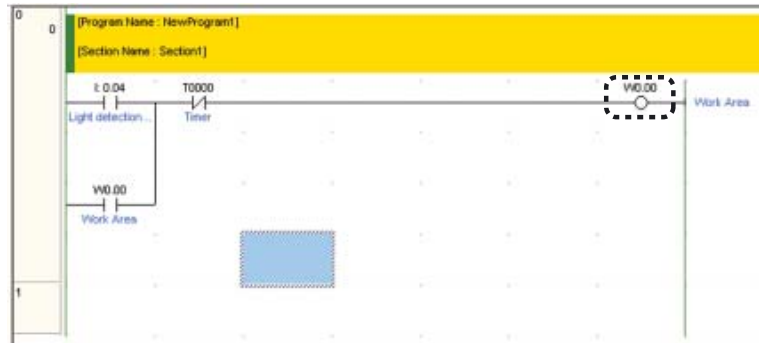 0
0
[Program Name : NewProgram1]
[Section Name : Section1]
I: 0.04
T0000
W0.00
Light detection ...
Timer
Work Area
W0.00
Work Area
1